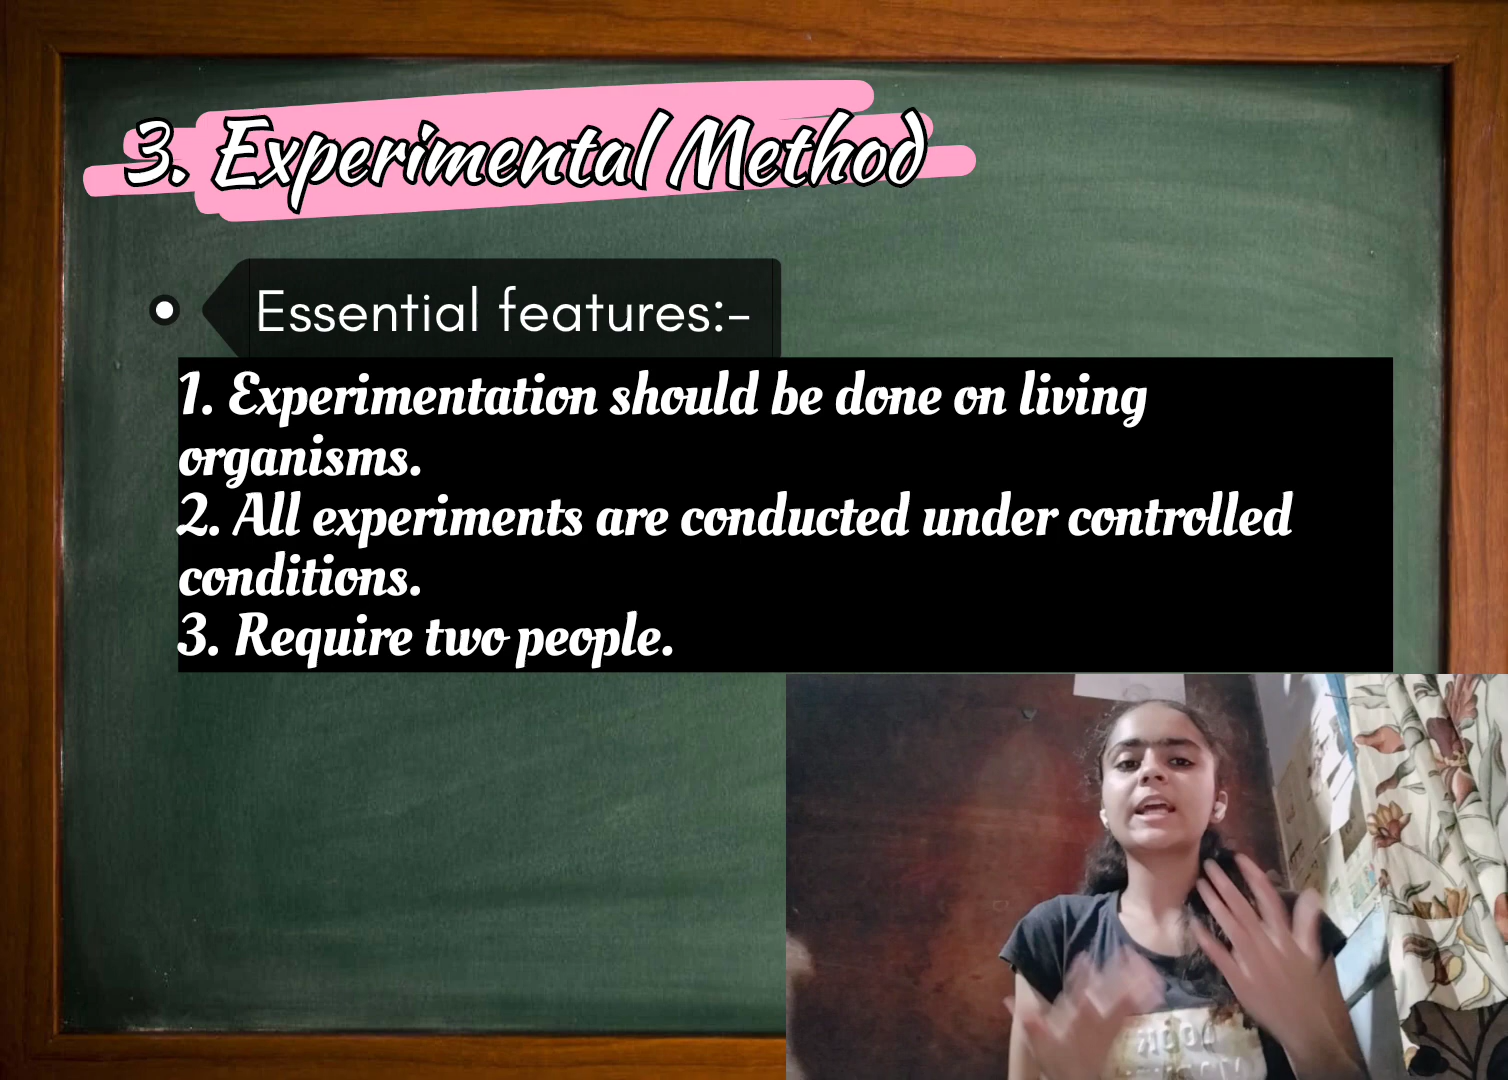 3. Experimental Method
Essential features:-
1. Experimentation should be done on living
organisms.
2. All experiments are conducted under controlled
conditions.
3. Require two people.